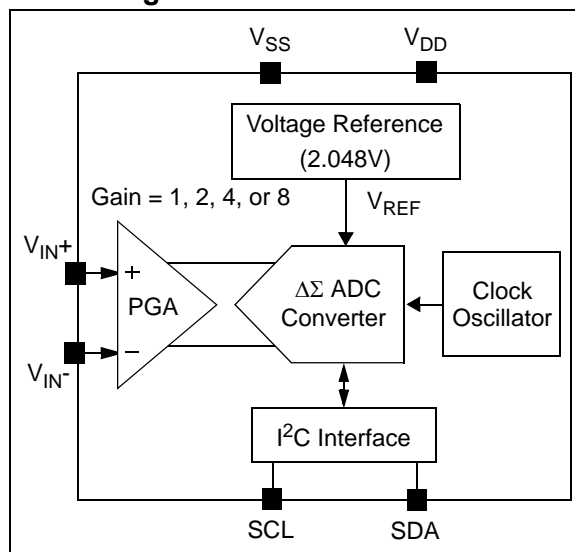 V_SS
V_DD
Voltage Reference
(2.048V)
Gain = 1, 2, 4, or 8
V_REF
V_IN+
+
PGA
−
V_IN-
ΔΣ ADC
Converter
Clock
Oscillator
I²C Interface
SCL
SDA